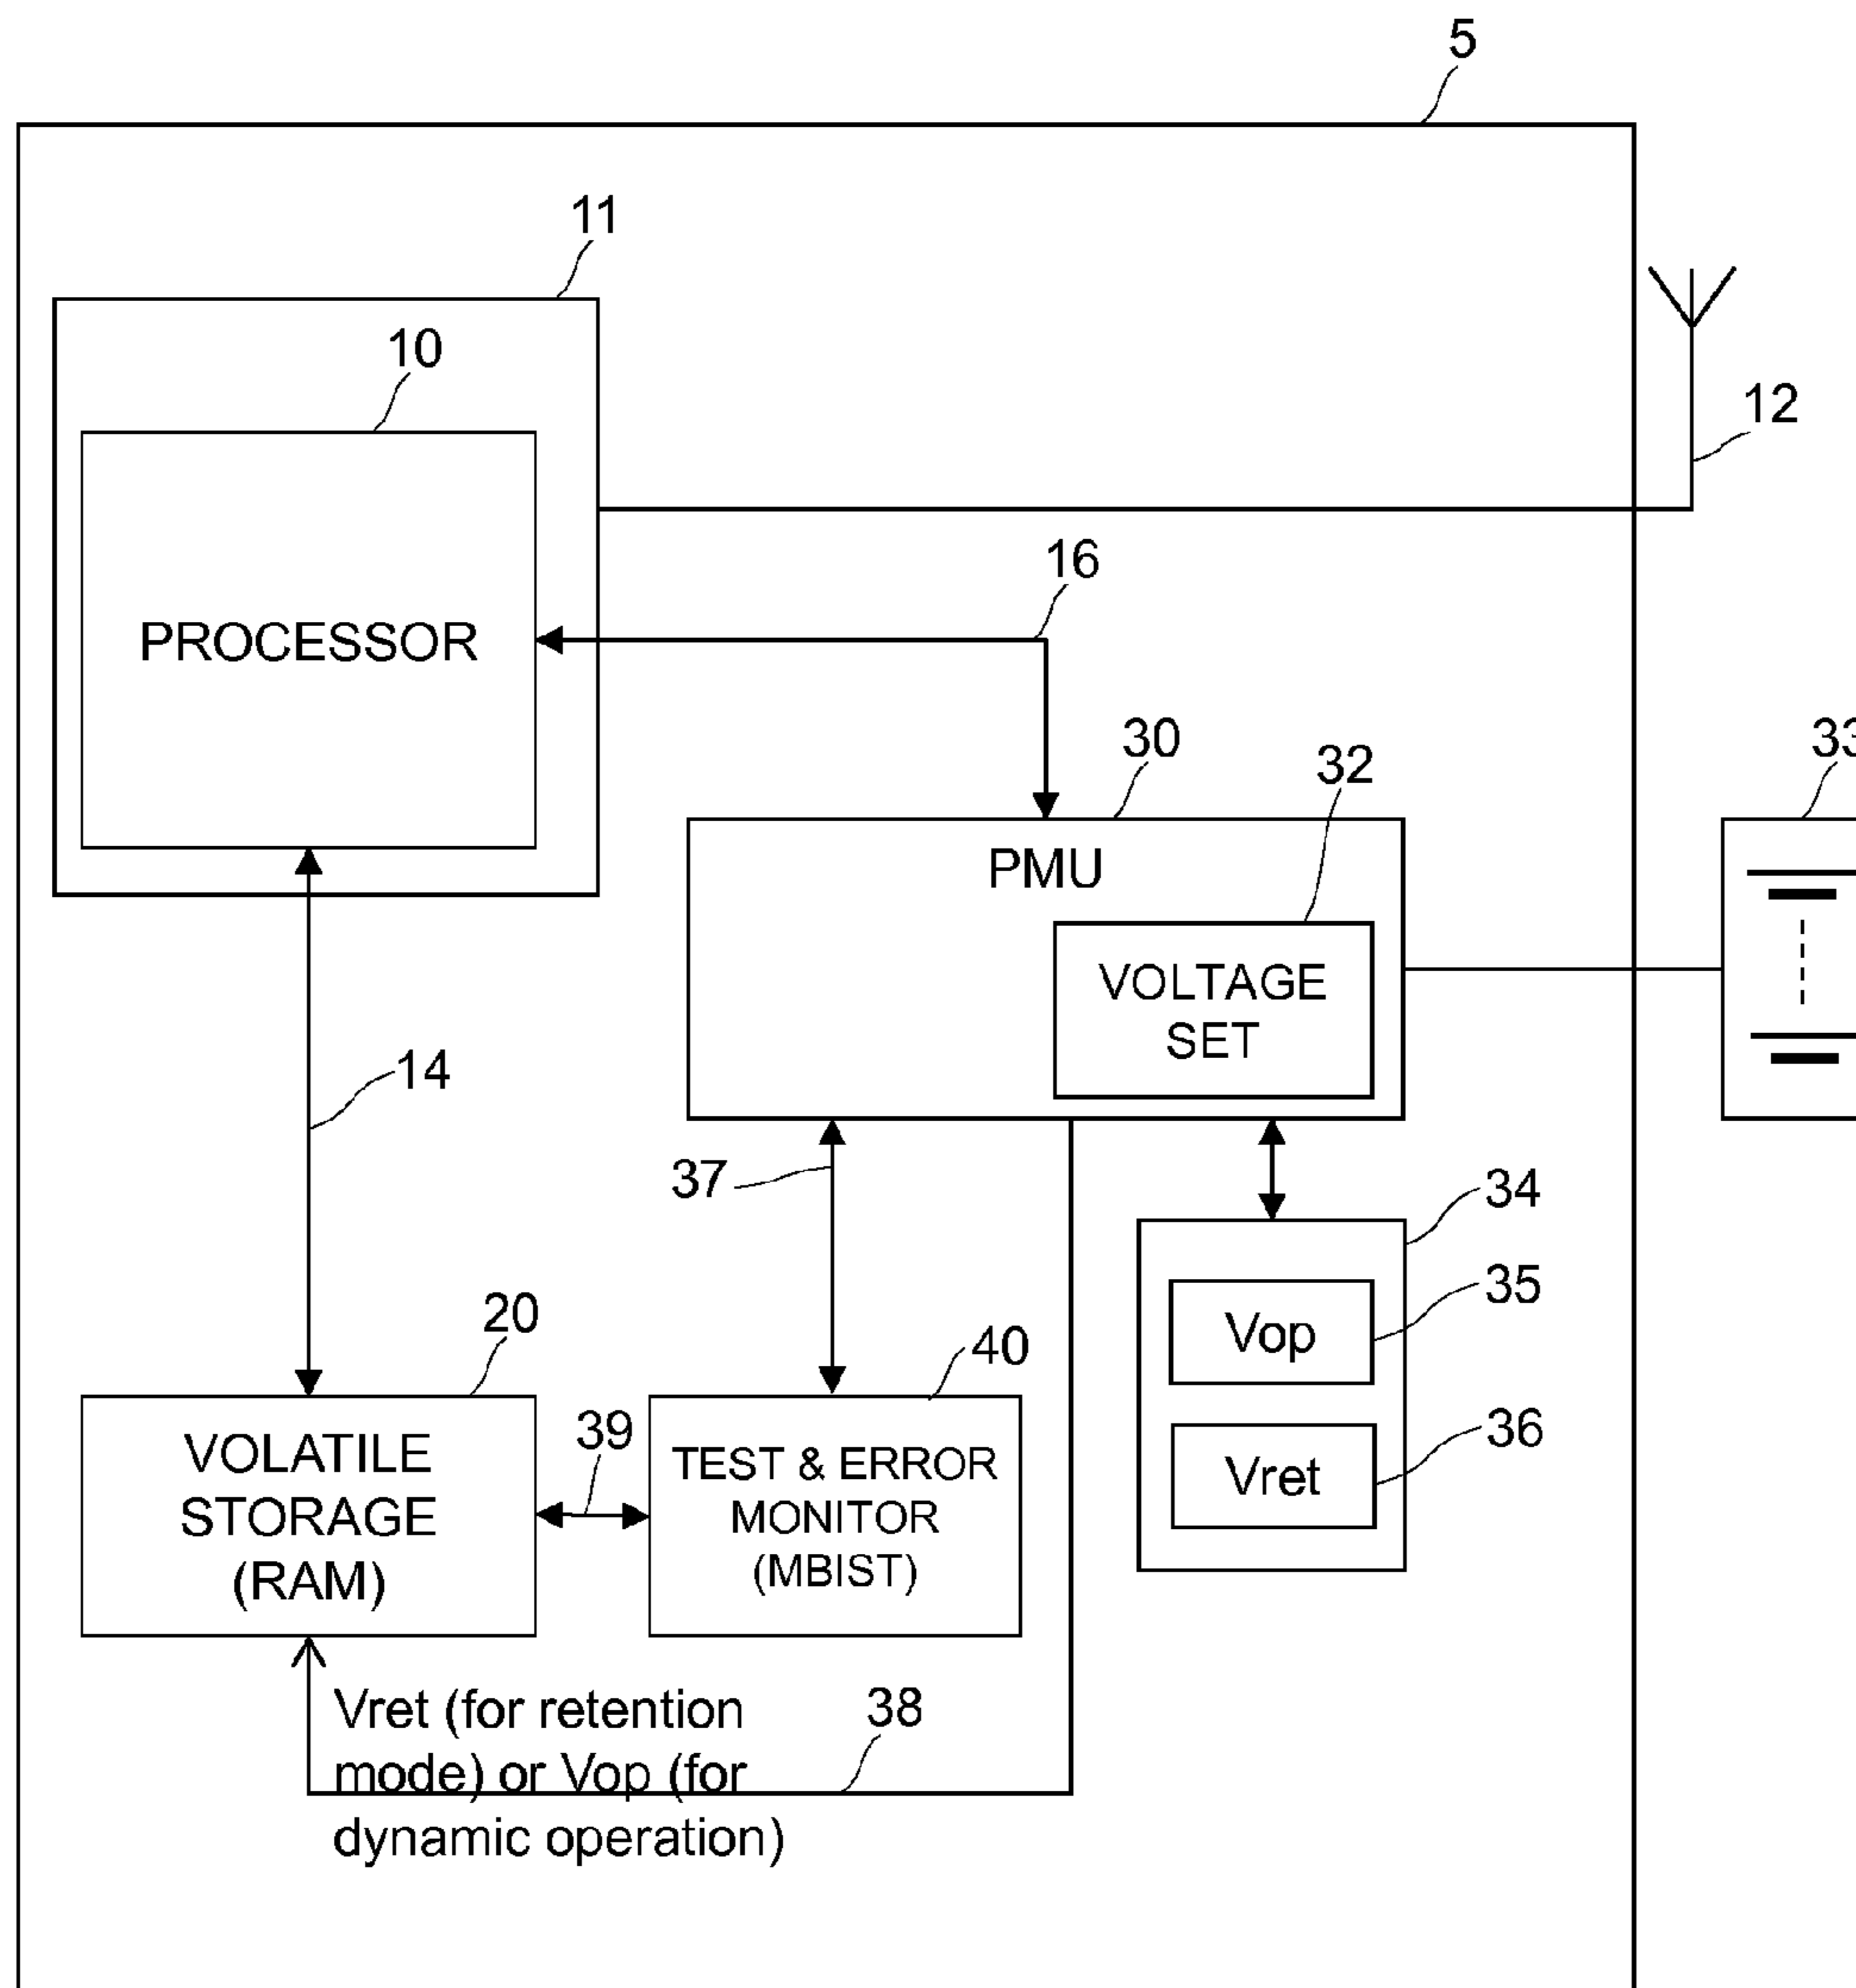 5
11
10
12
16
PROCESSOR
30
32
33
PMU
VOLTAGE
SET
14
37
34
35
20
40
Vop
39
36
VOLATILE
STORAGE
(RAM)
TEST & ERROR
MONITOR
(MBIST)
Vret
Vret (for retention
mode) or Vop (for
dynamic operation)
38